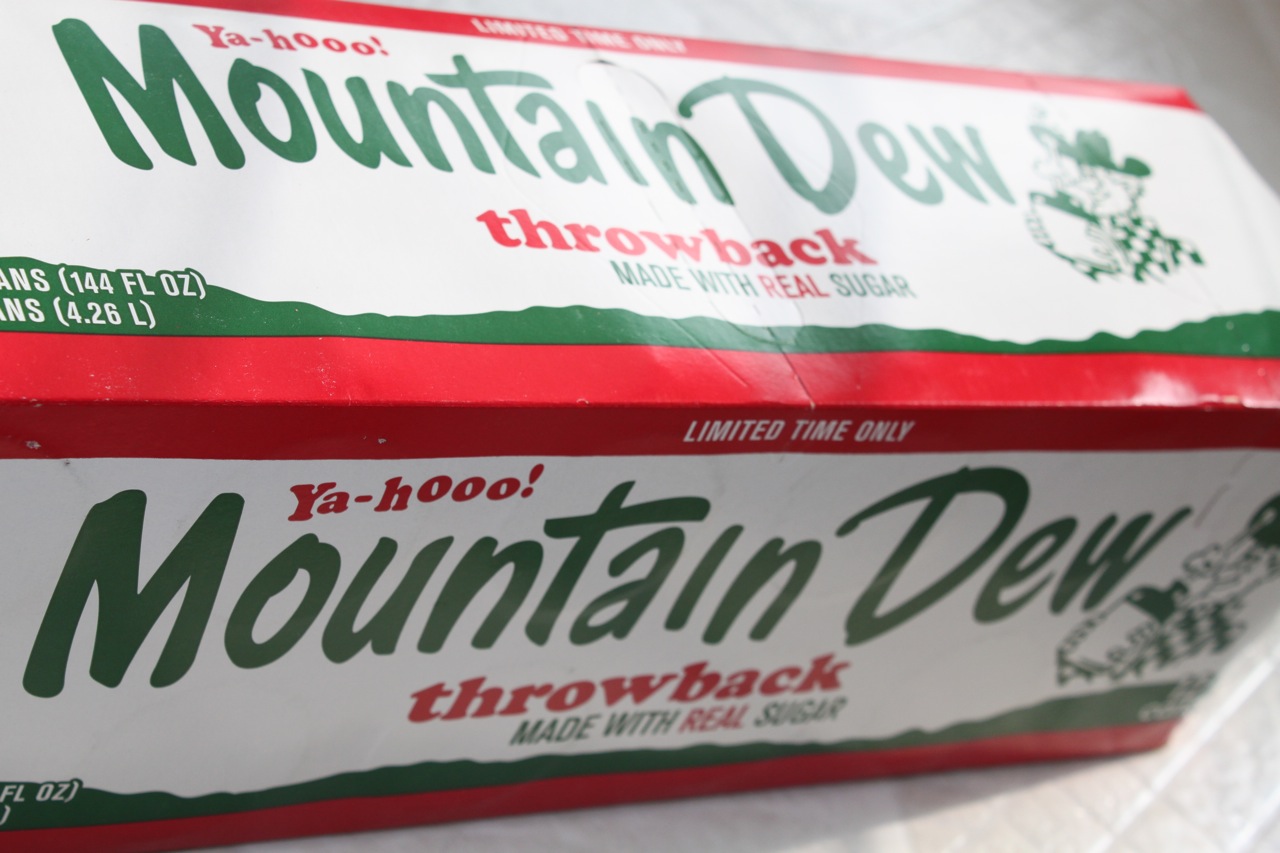 LIMITED TIME ONLY
Ya-hooo!
Mountain Dew
throwback
MADE WITH REAL SUGAR
ANS (144 FL OZ)
ANS (4.26 L)
LIMITED TIME ONLY
Ya-hooo!
Mountain Dew
throwback
MADE WITH REAL SUGAR
FL OZ)
)